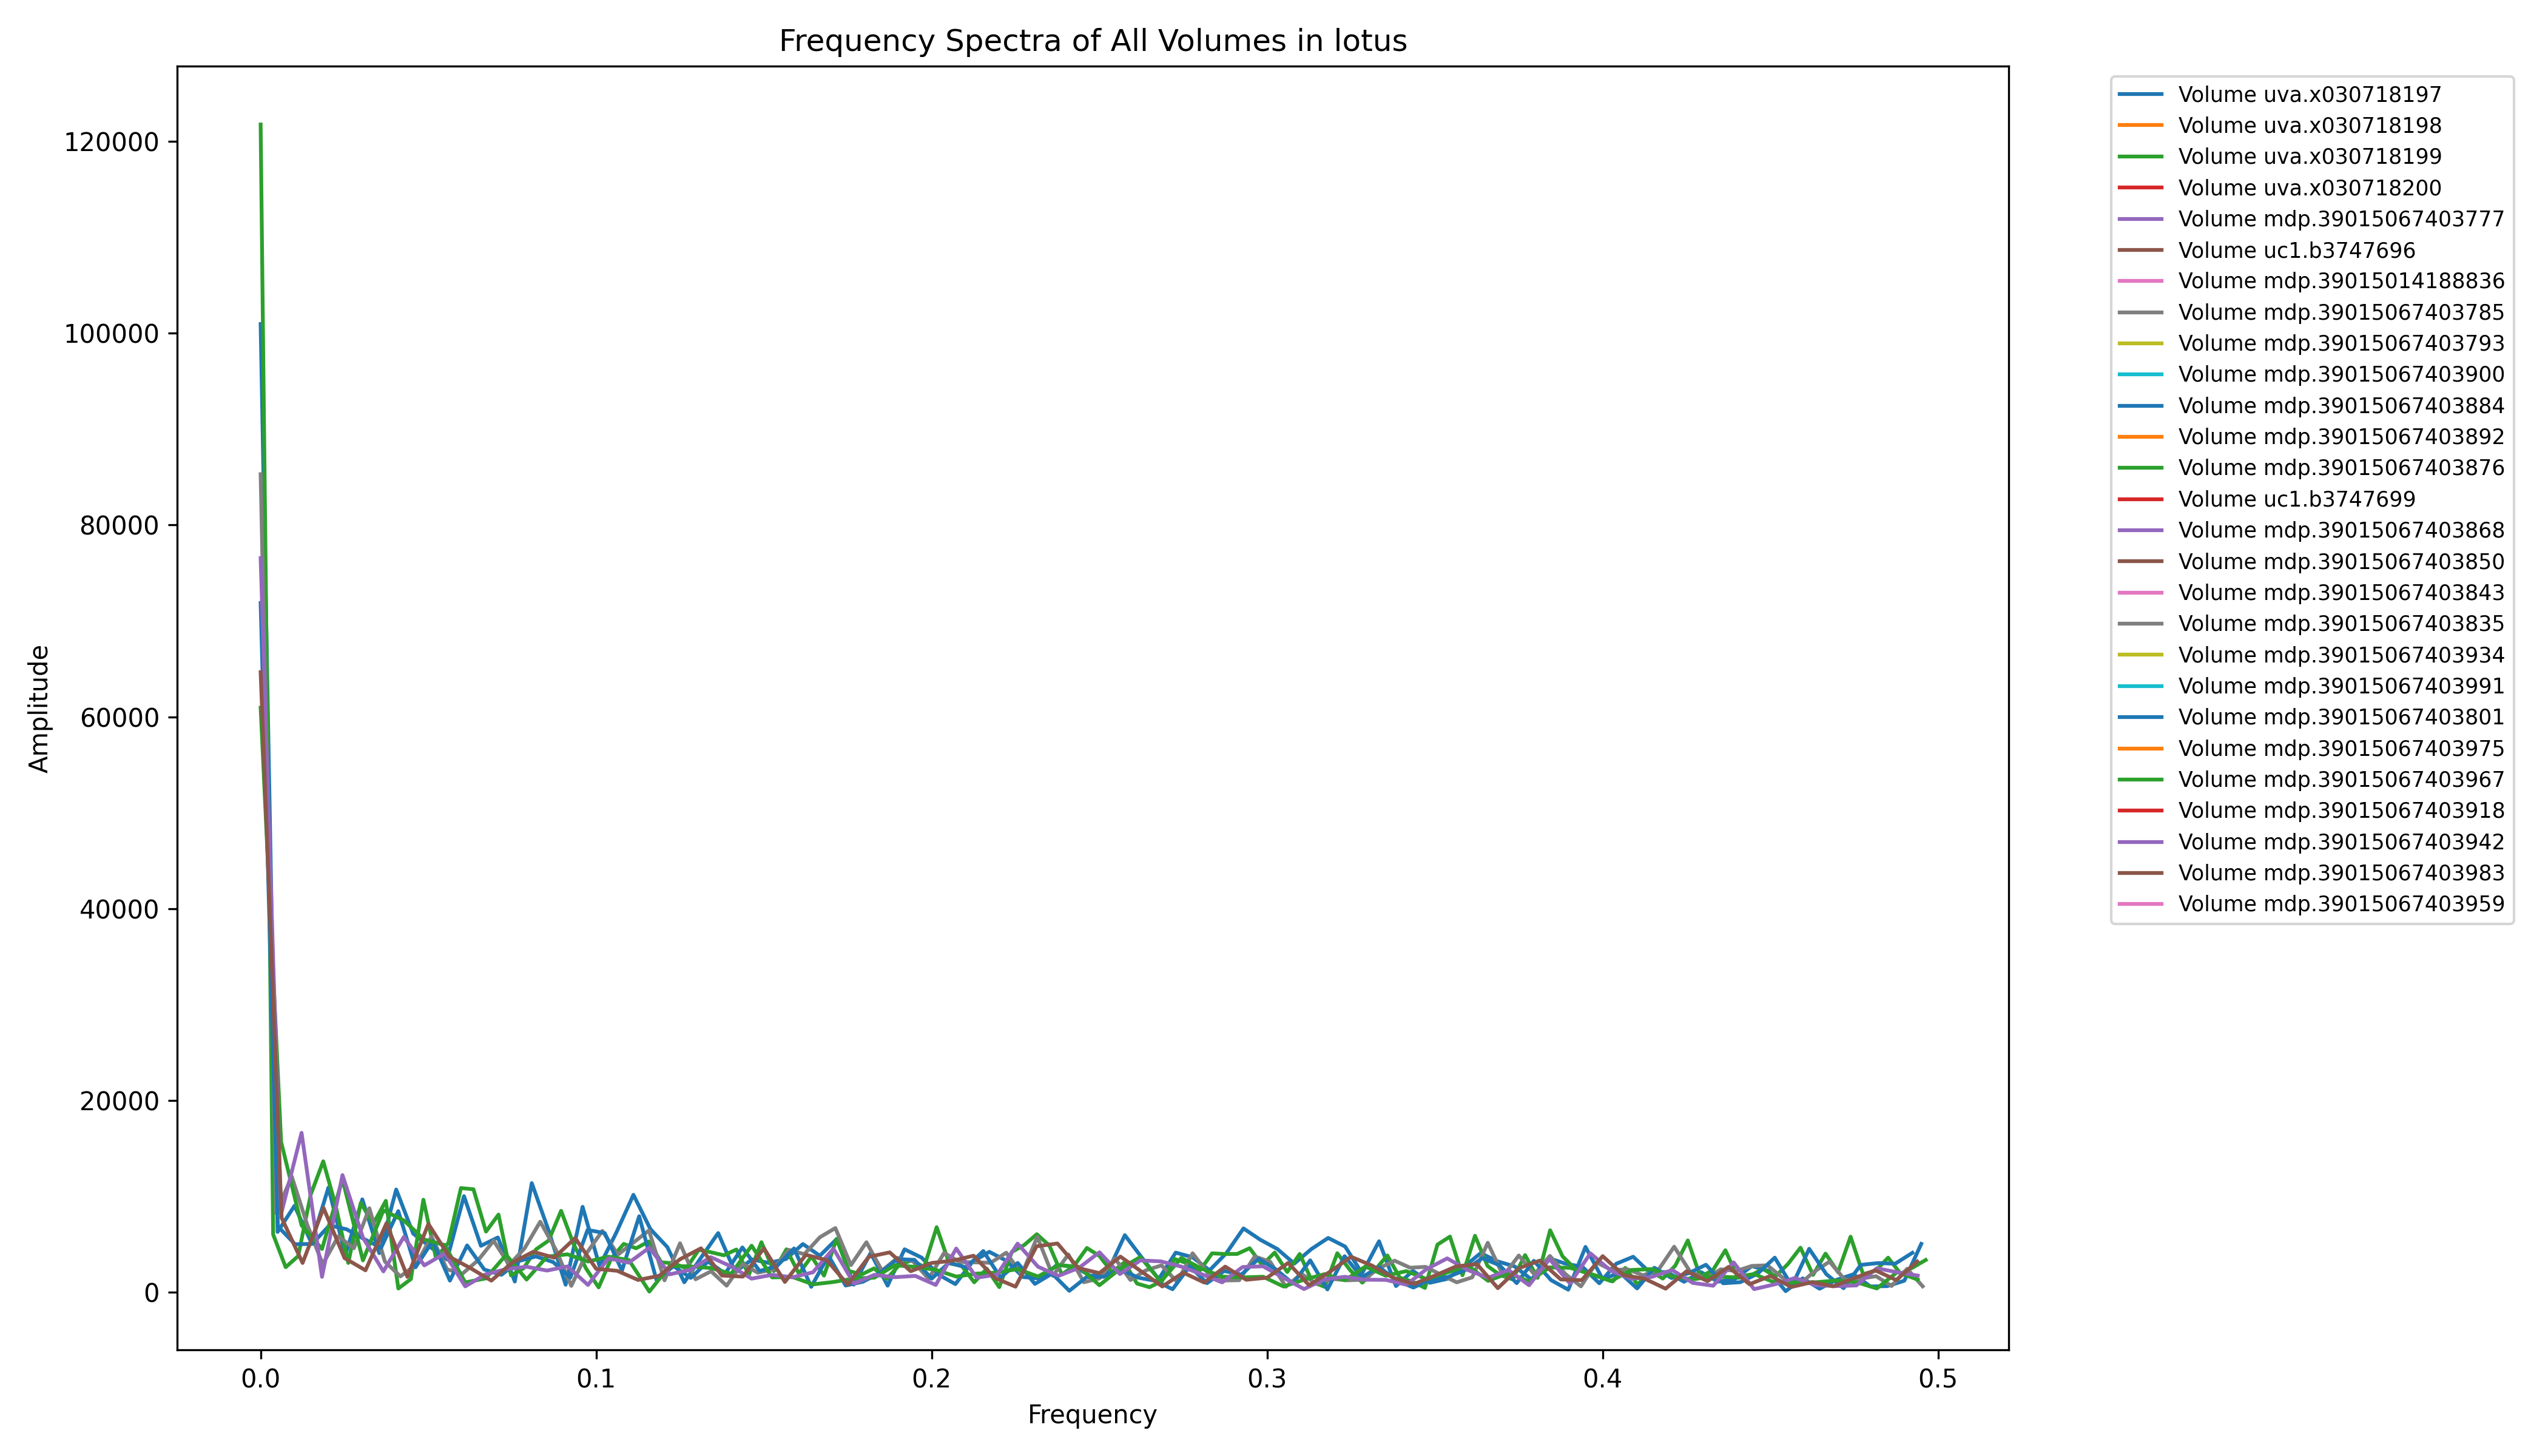 Frequency Spectra of All Volumes in lotus
120000
100000
80000
60000
40000
20000
0
Amplitude
0.0 0.1 0.2 0.3 0.4 0.5
Frequency
Volume uva.x030718197
Volume uva.x030718198
Volume uva.x030718199
Volume uva.x030718200
Volume mdp.39015067403777
Volume uc1.b3747696
Volume mdp.39015014188836
Volume mdp.39015067403785
Volume mdp.39015067403793
Volume mdp.39015067403900
Volume mdp.39015067403884
Volume mdp.39015067403892
Volume mdp.39015067403876
Volume uc1.b3747699
Volume mdp.39015067403868
Volume mdp.39015067403850
Volume mdp.39015067403843
Volume mdp.39015067403835
Volume mdp.39015067403934
Volume mdp.39015067403991
Volume mdp.39015067403801
Volume mdp.39015067403975
Volume mdp.39015067403967
Volume mdp.39015067403918
Volume mdp.39015067403942
Volume mdp.39015067403983
Volume mdp.39015067403959